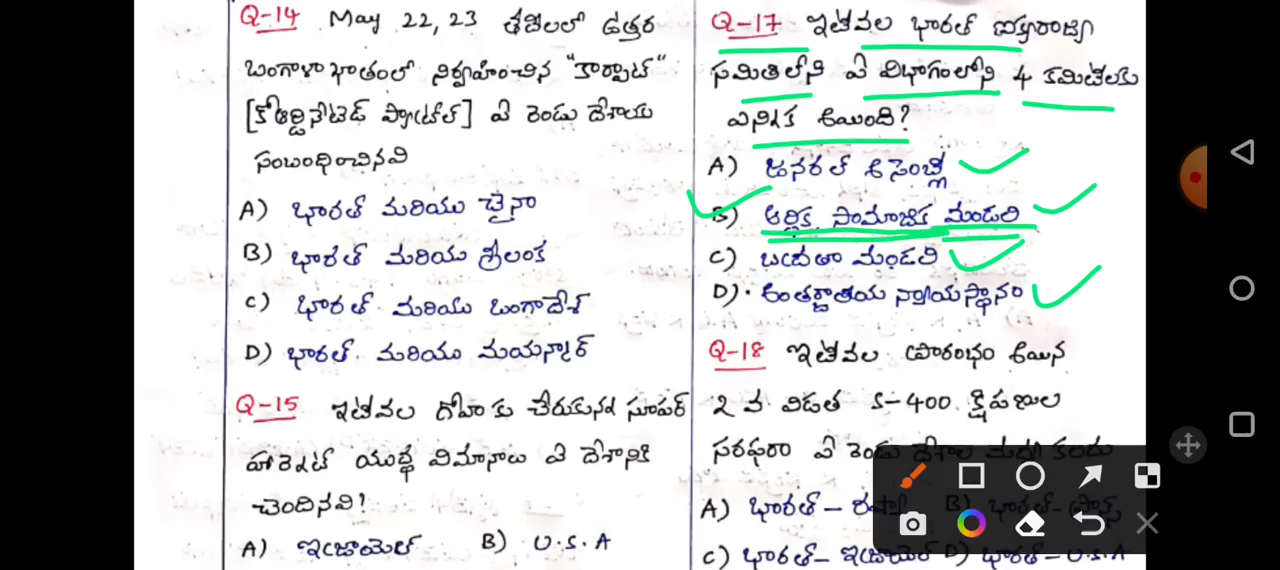 Q-14 May 22, 23 తేదీలలో ఉత్తర
బంగాళాఖాతంలో నిర్వహించిన "కార్పాట్"
[కోఆర్డినేటెడ్ ప్యాట్రోల్] ఏ రెండు దేశాలకు
సంబంధించినవి
A) భారత్ మరియు చైనా
B) భారత్ మరియు శ్రీలంక
C) భారత్ మరియు బంగాదేశ్
D) భారత్ మరియు మయన్మార్
Q-15 ఇటీవల గోవా కు చేరుకున్న సూపర్
హార్నెట్ యుద్ధ విమానాలు ఏ దేశానికి
చెందినవి?
A) ఇజ్రాయెల్ B) U.S.A
Q-17 ఇటీవల భారత్ ఐక్యరాజ్య
సమితిలోని ఏ విభాగంలోని 4 కమిటీలకు
ఎన్నిక అయింది?
A) జనరల్ అసెంబ్లీ
B) ఆర్థిక సామాజిక మండలి
C) భద్రతా మండలి
D) అంతర్జాతీయ న్యాయస్థానం
Q-18 ఇటీవల ప్రారంభం అయిన
2 వ విడత S-400 క్షిపణుల
సరఫరా ఏ రెండు దేశాల మధ్య
A) భారత్ - రష్యా B) భారత్ - ఫ్రాన్స్
C) భారత్ - ఇజ్రాయెల్ D) భారత్ - U.S.A